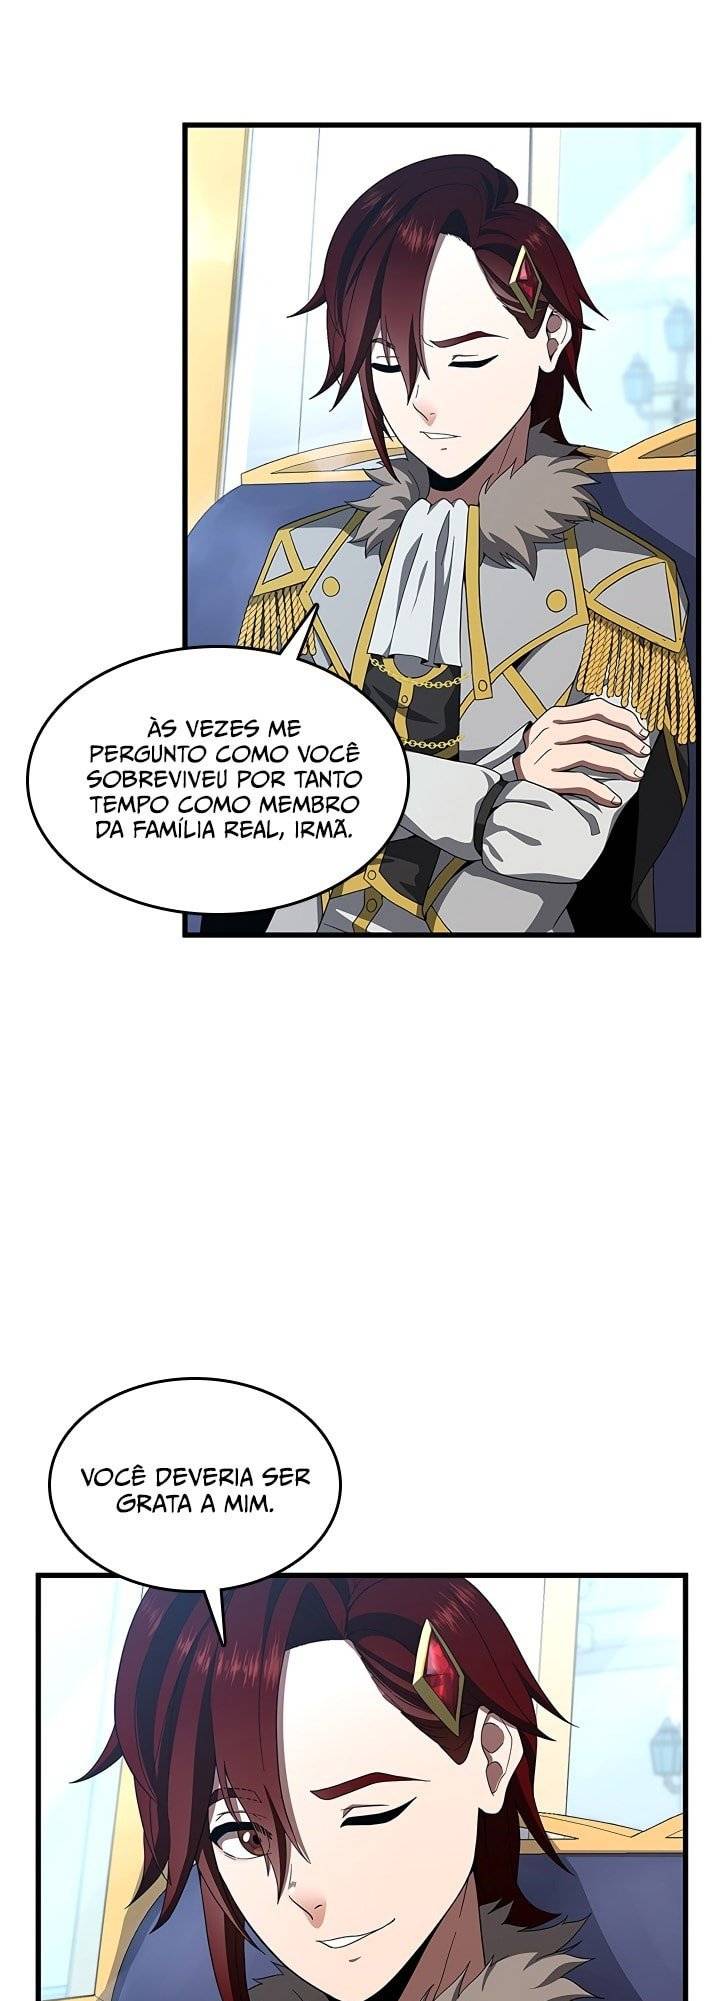 ÀS VEZES ME
PERGUNTO COMO VOCÊ
SOBREVIVEU POR TANTO
TEMPO COMO MEMBRO
DA FAMÍLIA REAL, IRMÃ.
VOCÊ DEVERIA SER
GRATA A MIM.